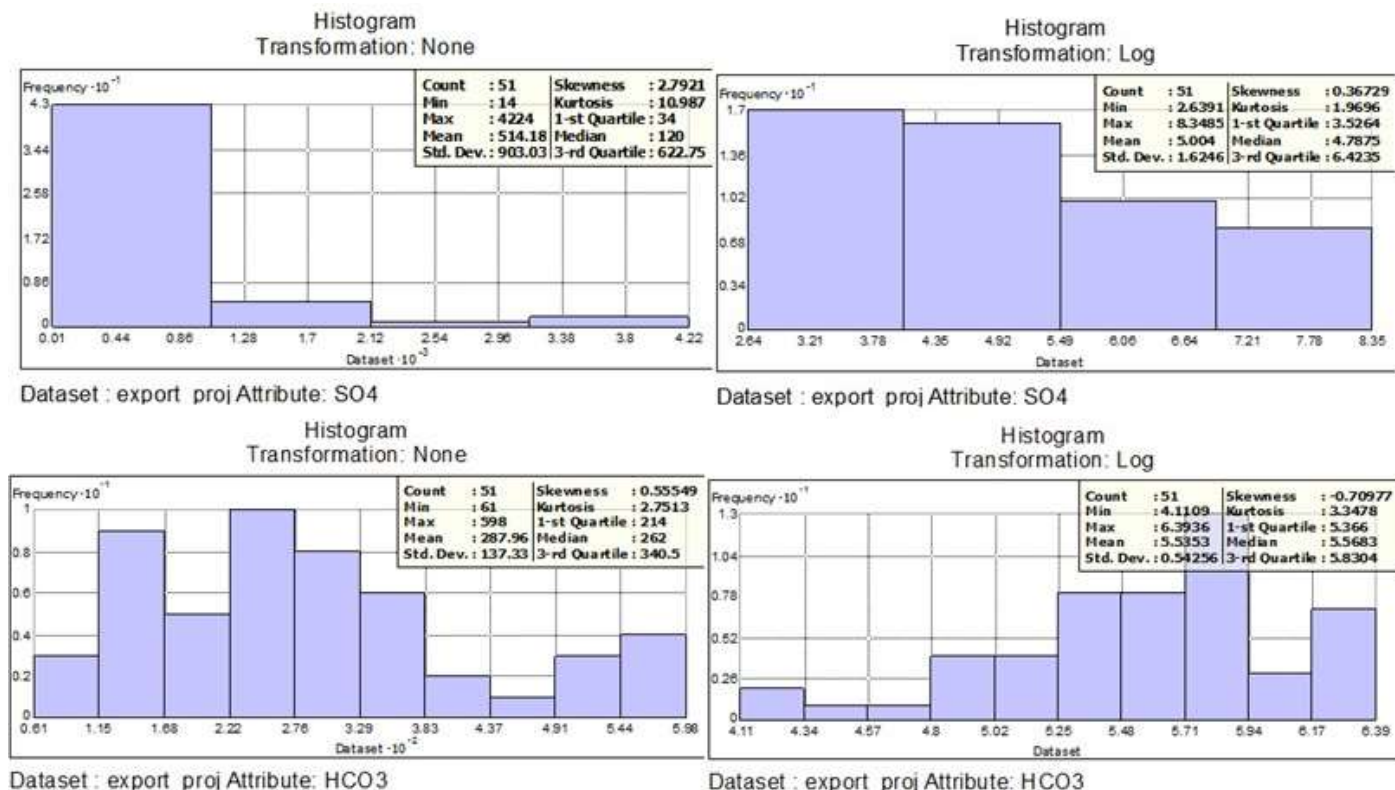 Histogram
Transformation: None
Frequency ·10⁻¹
Count : 51 Skewness : 2.7921
Min : 14 Kurtosis : 10.987
Max : 4224 1-st Quartile : 34
Mean : 514.18 Median : 120
Std. Dev. : 903.03 3-rd Quartile : 622.75
4.3
3.44
2.58
1.72
0.86
0
0.01 0.44 0.86 1.28 1.7 2.12 2.54 2.96 3.38 3.8 4.22
Dataset ·10⁻³
Dataset : export proj Attribute: SO4
Histogram
Transformation: Log
Frequency ·10⁻¹
Count : 51 Skewness : 0.36729
Min : 2.6391 Kurtosis : 1.9696
Max : 8.3485 1-st Quartile : 3.5264
Mean : 5.004 Median : 4.7875
Std. Dev. : 1.6246 3-rd Quartile : 6.4235
1.7
1.36
1.02
0.68
0.34
0
2.64 3.21 3.78 4.35 4.92 5.49 6.06 6.64 7.21 7.78 8.35
Dataset
Dataset : export proj Attribute: SO4
Histogram
Transformation: None
Frequency ·10⁻¹
Count : 51 Skewness : 0.55549
Min : 61 Kurtosis : 2.7513
Max : 598 1-st Quartile : 214
Mean : 287.96 Median : 262
Std. Dev. : 137.33 3-rd Quartile : 340.5
1
0.8
0.6
0.4
0.2
0
0.61 1.15 1.68 2.22 2.76 3.29 3.83 4.37 4.91 5.44 5.98
Dataset ·10⁻²
Dataset : export proj Attribute: HCO3
Histogram
Transformation: Log
Frequency ·10⁻¹
Count : 51 Skewness : -0.70977
Min : 4.1109 Kurtosis : 3.3478
Max : 6.3936 1-st Quartile : 5.366
Mean : 5.5353 Median : 5.5683
Std. Dev. : 0.54256 3-rd Quartile : 5.8304
1.3
1.04
0.78
0.52
0.26
0
4.11 4.34 4.57 4.8 5.02 5.25 5.48 5.71 5.94 6.17 6.39
Dataset
Dataset : export proj Attribute: HCO3